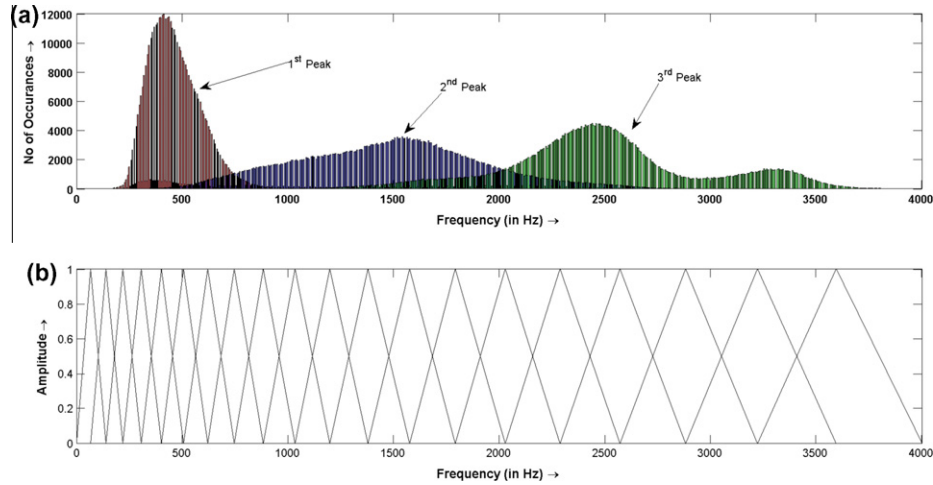 (a)
12000
10000
8000
6000
4000
2000
0
No of Occurances →
1st Peak
2nd Peak
3rd Peak
0 500 1000 1500 2000 2500 3000 3500 4000
Frequency (in Hz) →
(b)
1
0.8
0.6
0.4
0.2
0
Amplitude →
0 500 1000 1500 2000 2500 3000 3500 4000
Frequency (in Hz) →